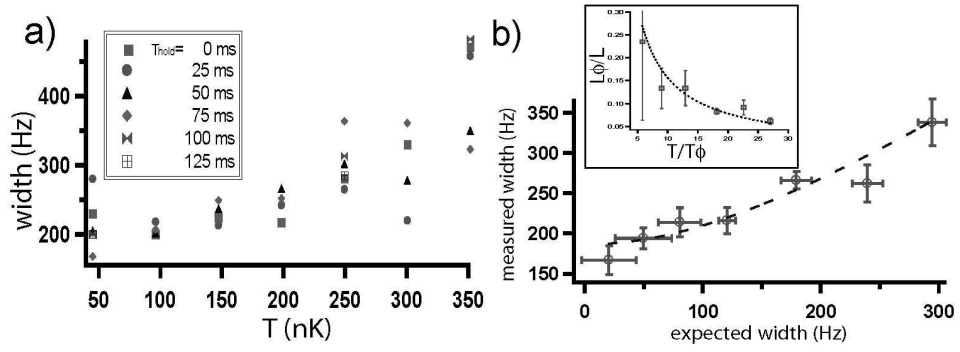 a)
Thold= 0 ms
25 ms
50 ms
75 ms
100 ms
125 ms
width (Hz)
400
300
200
50 100 150 200 250 300 350
T (nK)
b)
Lϕ/L
0.30
0.25
0.20
0.15
0.10
0.05
5 10 15 20 25 30
T/Tϕ
measured width (Hz)
350
300
250
200
150
0 100 200 300
expected width (Hz)